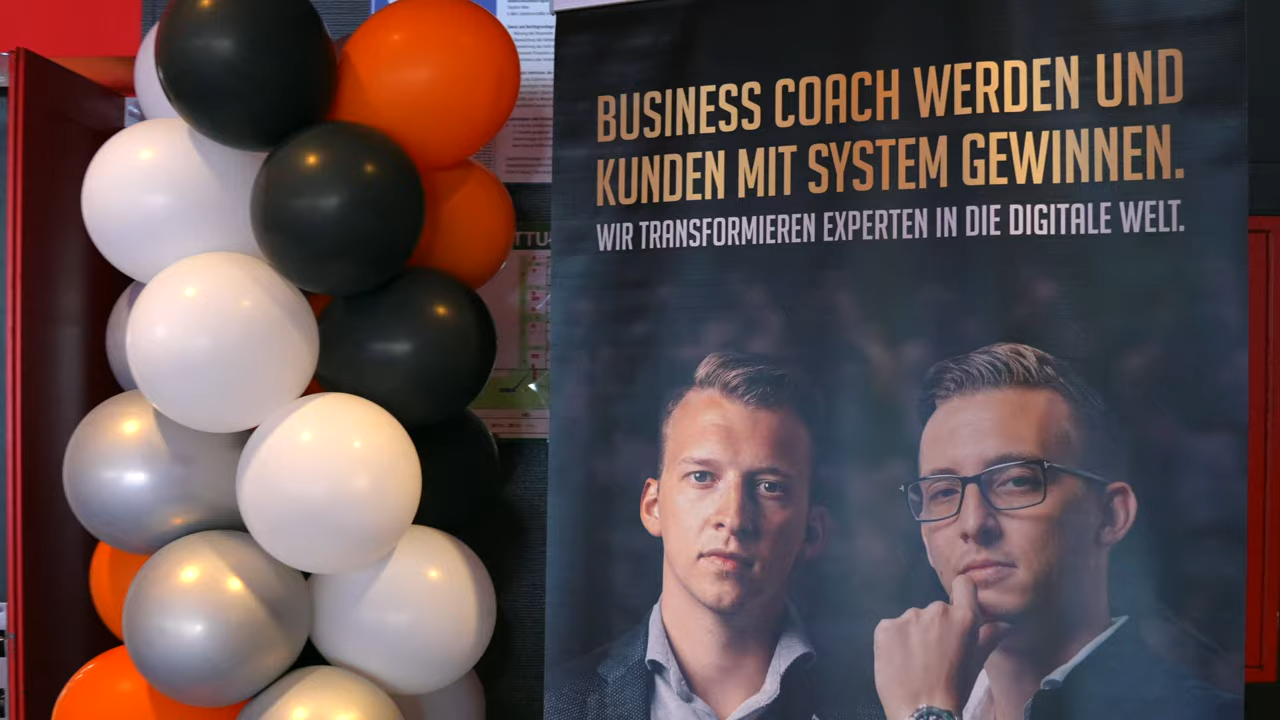 BUSINESS COACH WERDEN UND
KUNDEN MIT SYSTEM GEWINNEN.
WIR TRANSFORMIEREN EXPERTEN IN DIE DIGITALE WELT.